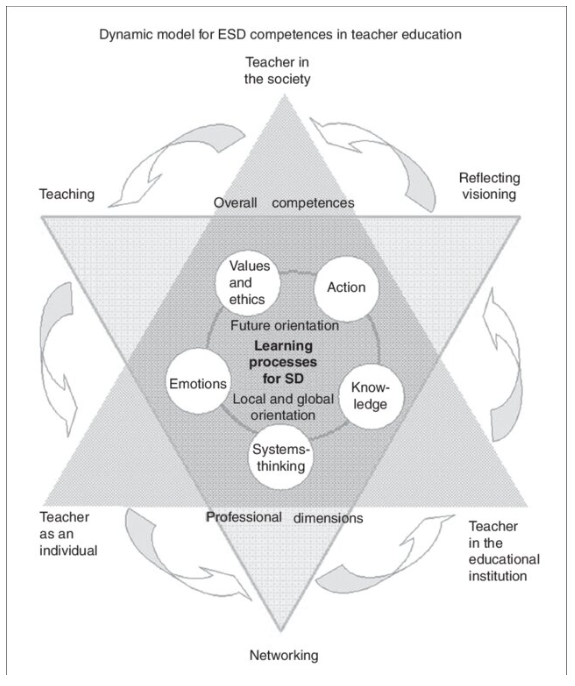 Dynamic model for ESD competences in teacher education
Teacher in
the society
Teaching
Reflecting
visioning
Overall competences
Values
and
ethics
Action
Future orientation
Learning
processes
for SD
Emotions
Know-
ledge
Local and global
orientation
Systems-
thinking
Teacher
as an
individual
Professional dimensions
Teacher
in the
educational
institution
Networking